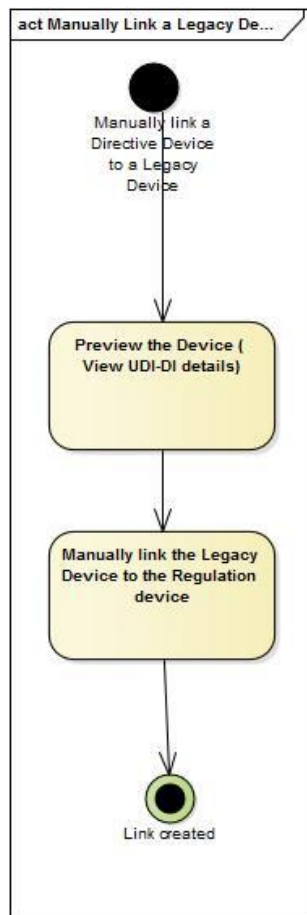 act Manually Link a Legacy De...
Manually link a
Directive Device
to a Legacy
Device
Preview the Device (
View UDI-DI details)
Manually link the Legacy
Device to the Regulation
device
Link created